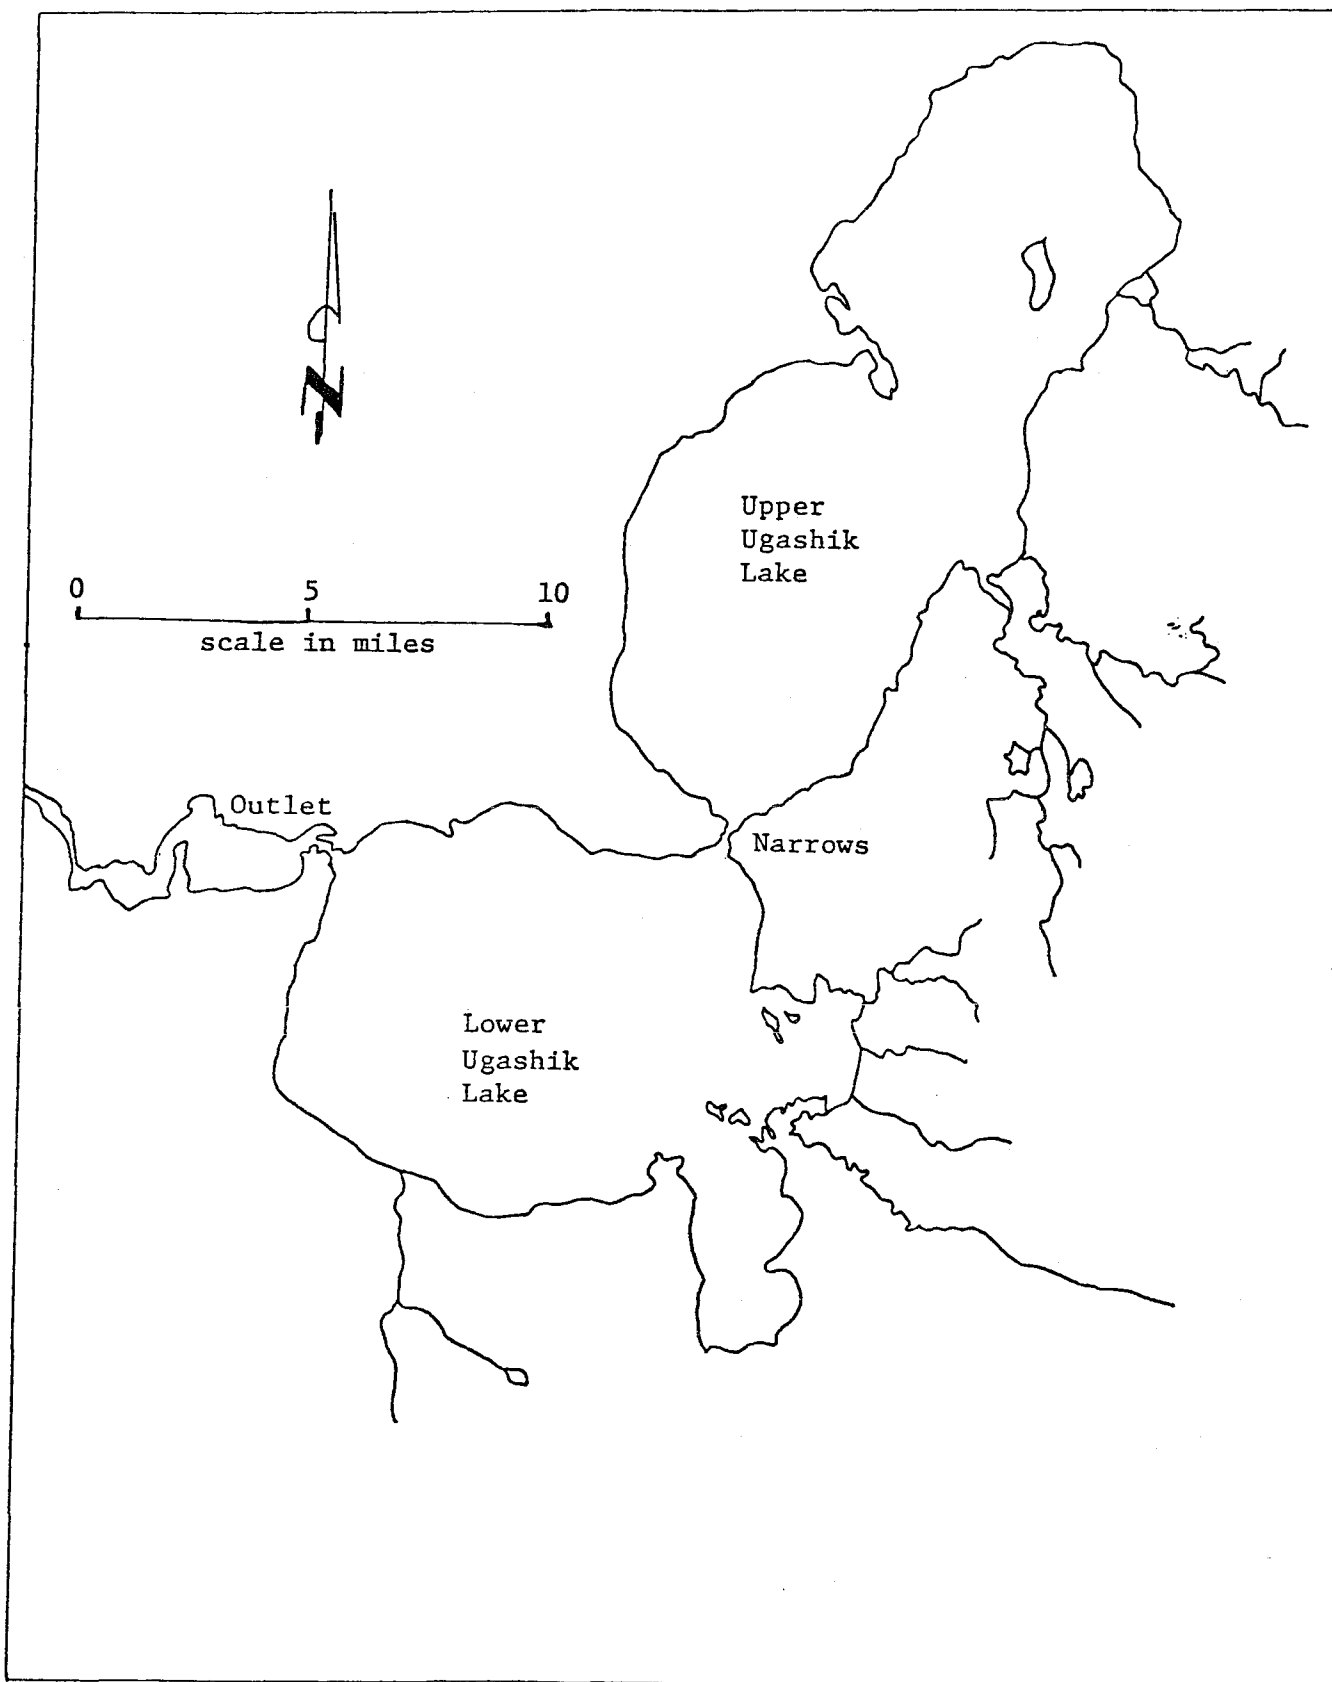 N
Upper
Ugashik
Lake
0 5 10
scale in miles
Outlet
Narrows
Lower
Ugashik
Lake